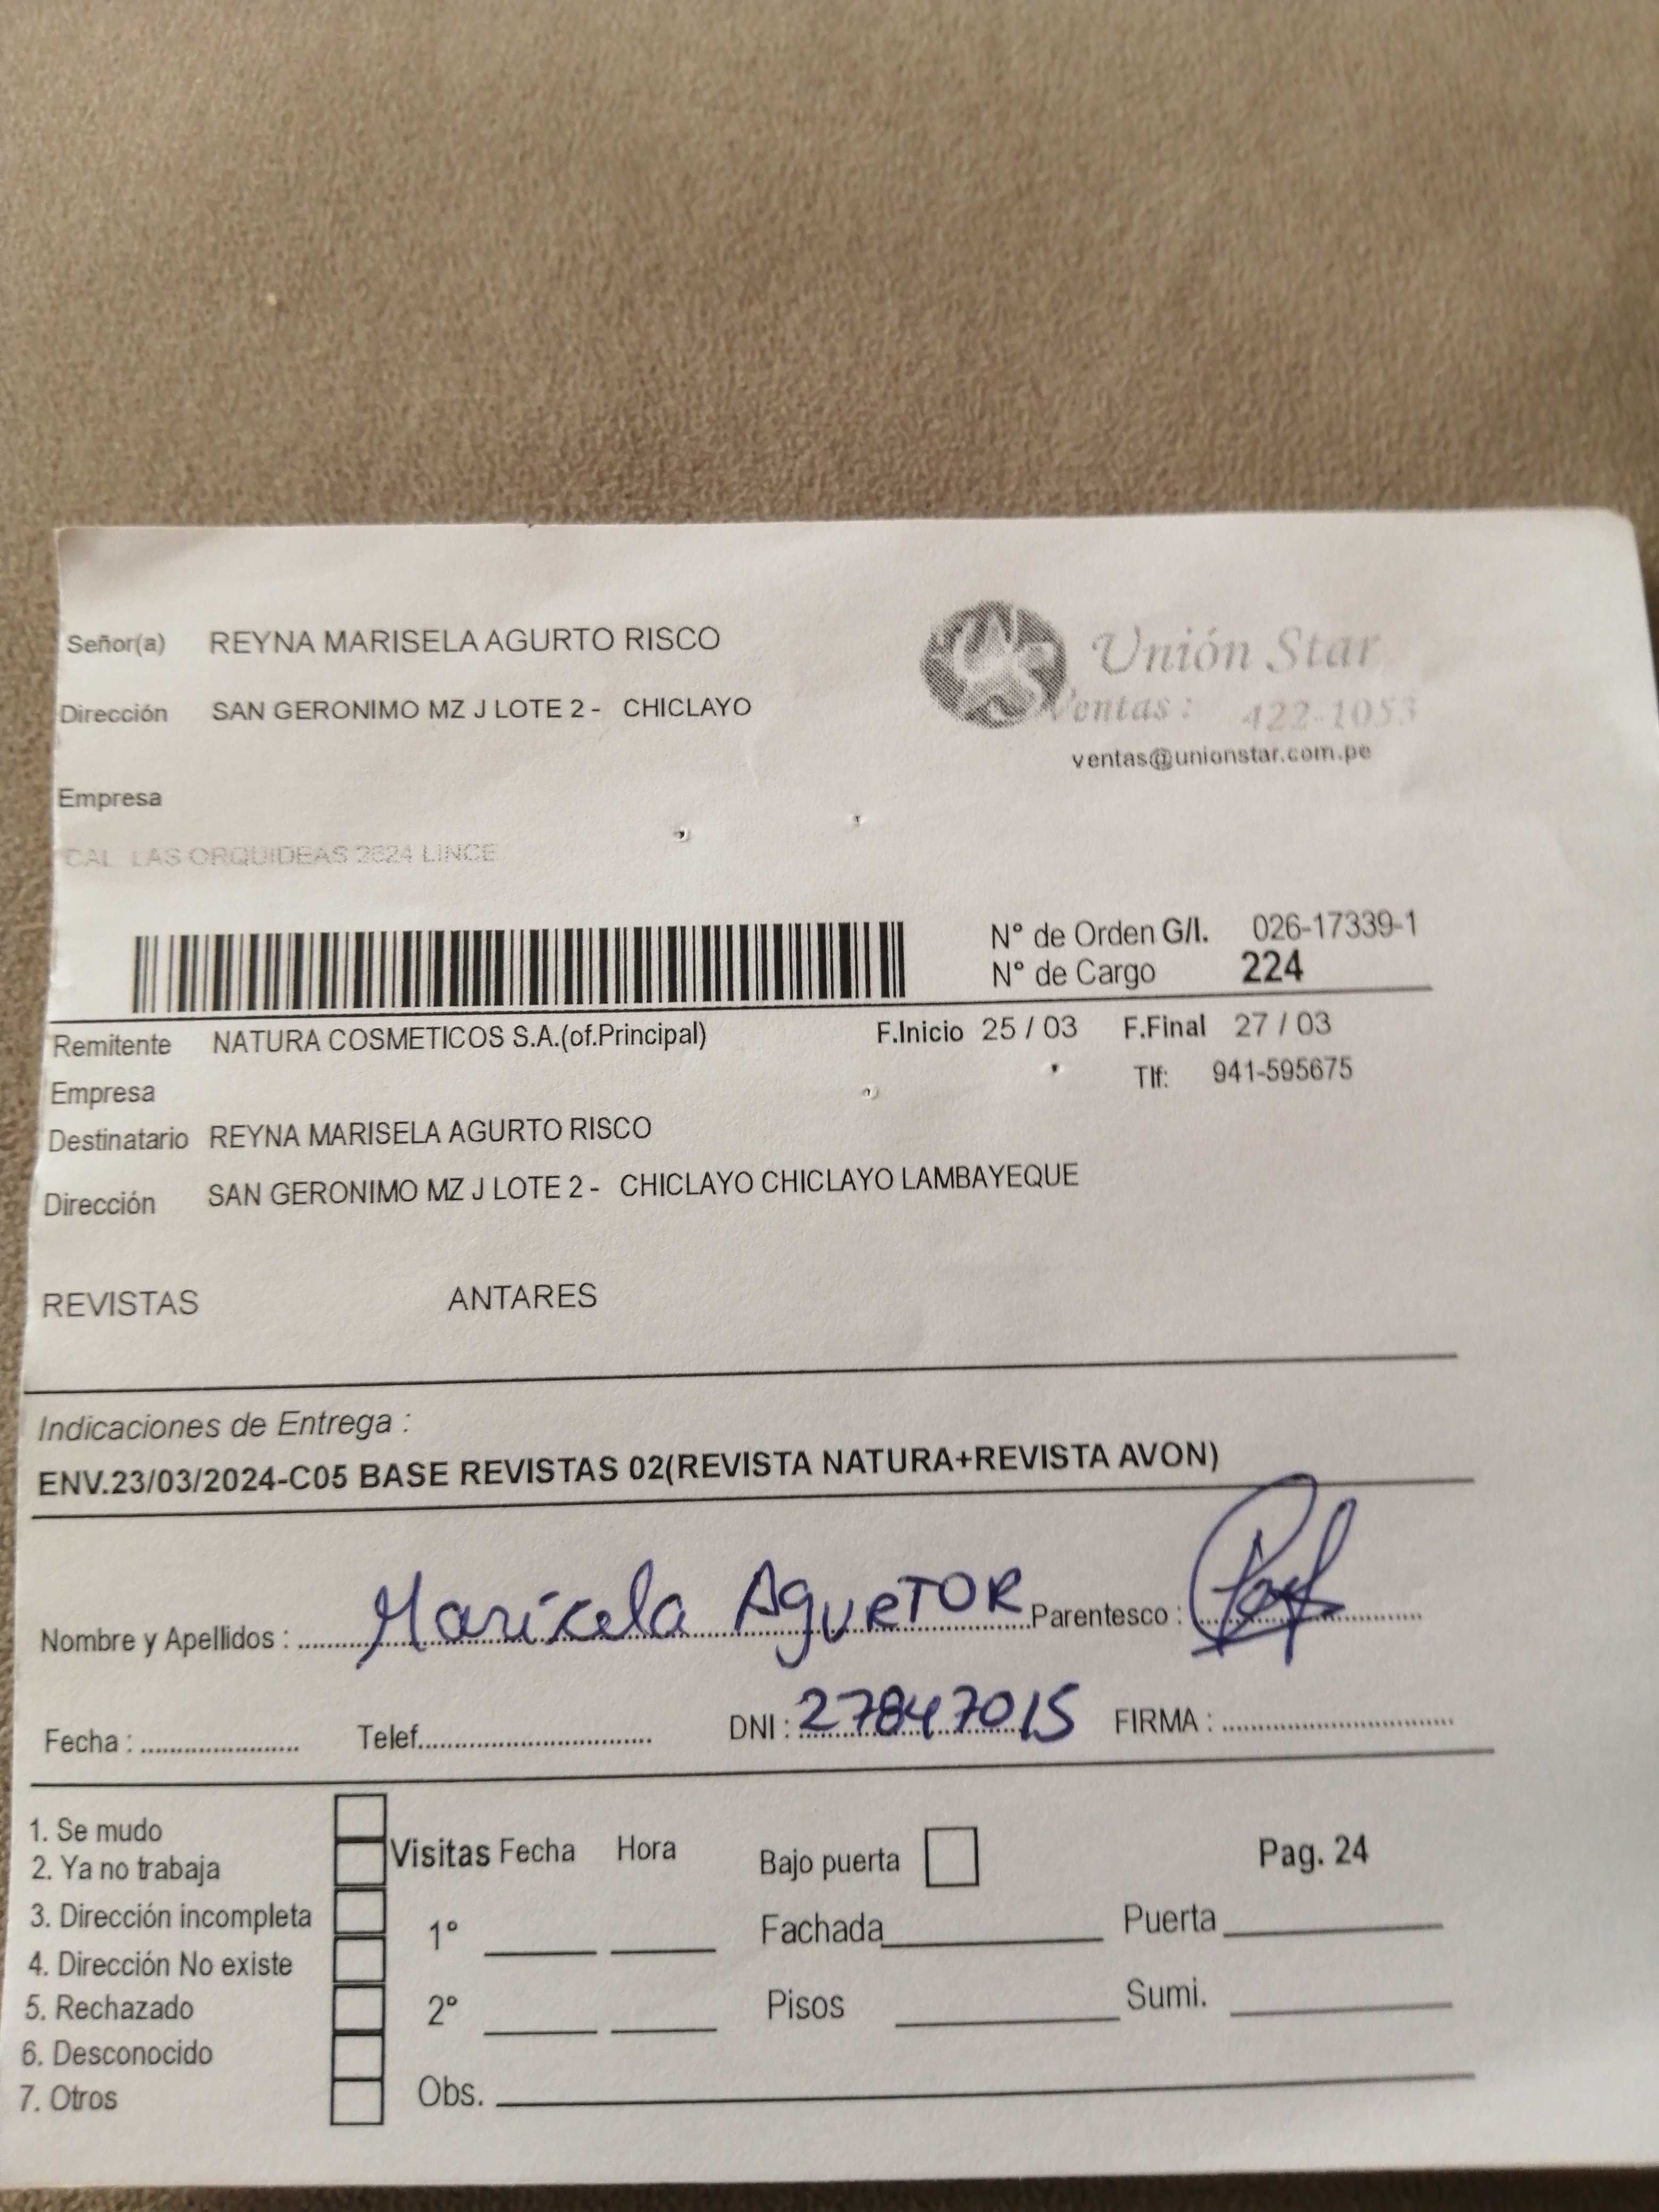 Señor(a) REYNA MARISELA AGURTO RISCO
Unión Star
Dirección SAN GERONIMO MZ J LOTE 2 - CHICLAYO
Ventas : 422-1053
ventas@unionstar.com.pe
Empresa
CAL. LAS ORQUIDEAS 2624 LINCE
N° de Orden G/I. 026-17339-1
N° de Cargo 224
Remitente NATURA COSMETICOS S.A.(of.Principal) F.Inicio 25 / 03 F.Final 27 / 03
Empresa Tlf: 941-595675
Destinatario REYNA MARISELA AGURTO RISCO
Dirección SAN GERONIMO MZ J LOTE 2 - CHICLAYO CHICLAYO LAMBAYEQUE
REVISTAS ANTARES
Indicaciones de Entrega :
ENV.23/03/2024-C05 BASE REVISTAS 02(REVISTA NATURA+REVISTA AVON)
Nombre y Apellidos : Maricela AgurTOR Parentesco :
Fecha : Telef. DNI : 27847015 FIRMA :
1. Se mudo
2. Ya no trabaja
3. Dirección incompleta
4. Dirección No existe
5. Rechazado
6. Desconocido
7. Otros
Visitas Fecha Hora
1°
2°
Obs.
Bajo puerta Pag. 24
Fachada Puerta
Pisos Sumi.